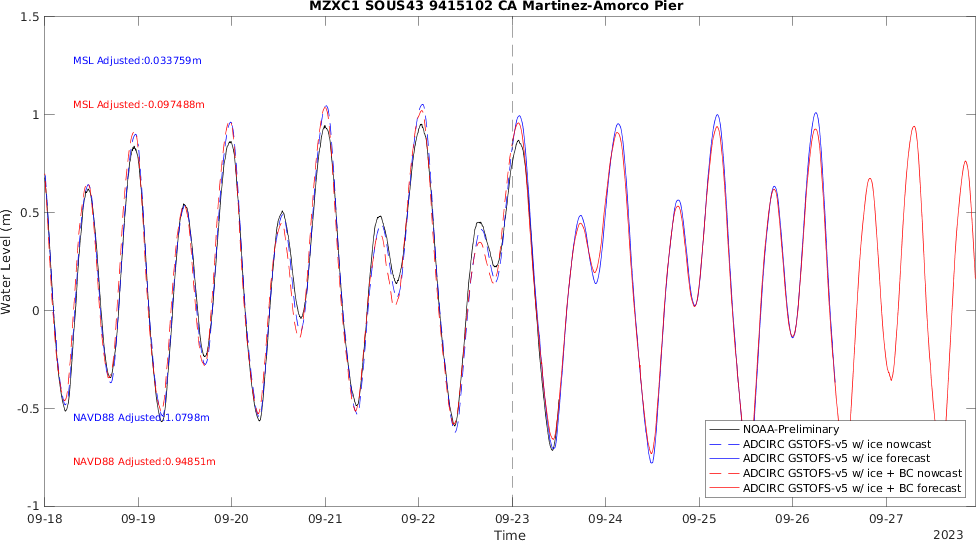 MZXC1 SOUS43 9415102 CA Martinez-Amorco Pier
1.5
1
0.5
0
-0.5
-1
Water Level (m)
MSL Adjusted:0.033759m
MSL Adjusted:-0.097488m
NAVD88 Adjusted:1.0798m
NAVD88 Adjusted:0.94851m
NOAA-Preliminary
ADCIRC GSTOFS-v5 w/ ice nowcast
ADCIRC GSTOFS-v5 w/ ice forecast
ADCIRC GSTOFS-v5 w/ ice + BC nowcast
ADCIRC GSTOFS-v5 w/ ice + BC forecast
09-18 09-19 09-20 09-21 09-22 09-23 09-24 09-25 09-26 09-27
Time
2023